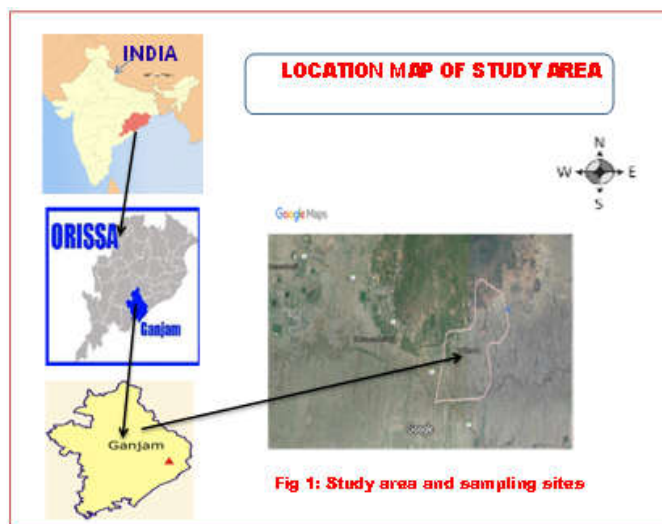 INDIA
LOCATION MAP OF STUDY AREA
N
W E
S
ORISSA
Ganjam
Google Maps
Ganjam
Google
Fig 1: Study area and sampling sites